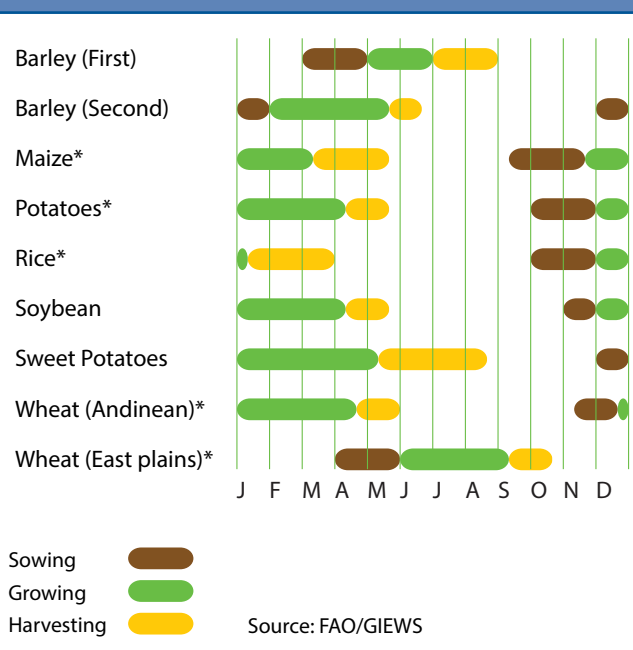 Barley (First)
Barley (Second)
Maize*
Potatoes*
Rice*
Soybean
Sweet Potatoes
Wheat (Andinean)*
Wheat (East plains)*
J F M A M J J A S O N D
Sowing
Growing
Harvesting
Source: FAO/GIEWS